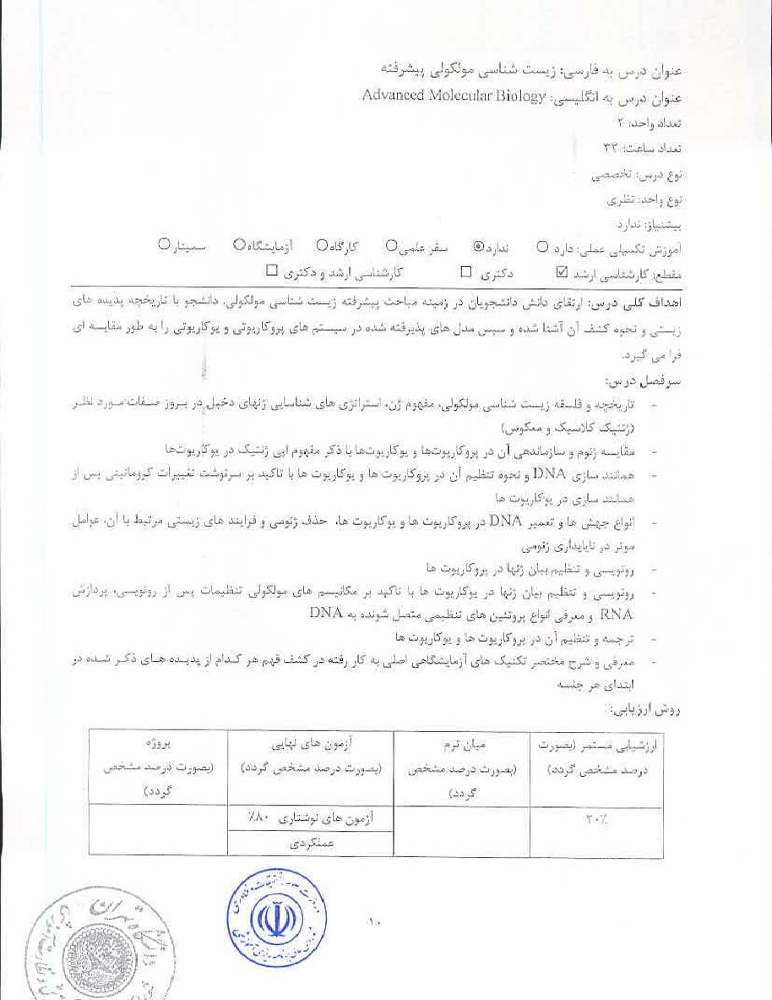 عنوان درس به فارسی: زیست شناسی مولکولی پیشرفته
عنوان درس به انگلیسی: Advanced Molecular Biology
تعداد واحد: ۲
تعداد ساعت: ۳۲
نوع درس: تخصصی
نوع واحد: نظری
پیشنیاز: ندارد
آموزش تکمیلی عملی: دارد ○ ندارد ◉ سفر علمی ○ کارگاه ○ آزمایشگاه ○ سمینار ○
مقطع: کارشناسی ارشد ☑ دکتری ☐ کارشناسی ارشد و دکتری ☐
اهداف کلی درس: ارتقای دانش دانشجویان در زمینه مباحث پیشرفته زیست شناسی مولکولی. دانشجو با تاریخچه پدیده های
زیستی و نحوه کشف آن آشنا شده و سپس مدل های پذیرفته شده در سیستم های پروکاریوتی و یوکاریوتی را به طور مقایسه ای
فرا می گیرد.
سرفصل درس:
- تاریخچه و فلسفه زیست شناسی مولکولی، مفهوم ژن، استراتژی های شناسایی ژنهای دخیل در بروز صفات مورد نظر
(ژنتیک کلاسیک و معکوس)
- مقایسه ژنوم و سازماندهی آن در پروکاریوت‌ها و یوکاریوت‌ها با ذکر مفهوم اپی ژنتیک در یوکاریوت‌ها
- همانند سازی DNA و نحوه تنظیم آن در پروکاریوت ها و یوکاریوت ها با تاکید بر سرنوشت تغییرات کروماتینی پس از
همانند سازی در یوکاریوت ها
- انواع جهش ها و تعمیر DNA در پروکاریوت ها و یوکاریوت ها، حذف ژنومی و فرایند های زیستی مرتبط با آن، عوامل
موثر در ناپایداری ژنومی
- رونویسی و تنظیم بیان ژنها در پروکاریوت ها
- رونویسی و تنظیم بیان ژنها در یوکاریوت ها با تاکید بر مکانیسم های مولکولی تنظیمات پس از رونویسی، پردازش
RNA و معرفی انواع پروتئین های تنظیمی متصل شونده به DNA
- ترجمه و تنظیم آن در پروکاریوت ها و یوکاریوت ها
- معرفی و شرح مختصر تکنیک های آزمایشگاهی اصلی به کار رفته در کشف فهم هر کدام از پدیده های ذکر شده در
ابتدای هر جلسه
روش ارزیابی:
ارزشیابی مستمر (بصورت
درصد مشخص گردد)
میان ترم
(بصورت درصد مشخص
گردد)
آزمون های نهایی
(بصورت درصد مشخص گردد)
پروژه
(بصورت درصد مشخص
گردد)
۲۰٪
آزمون های نوشتاری ۸۰٪
عملکردی
۱۰